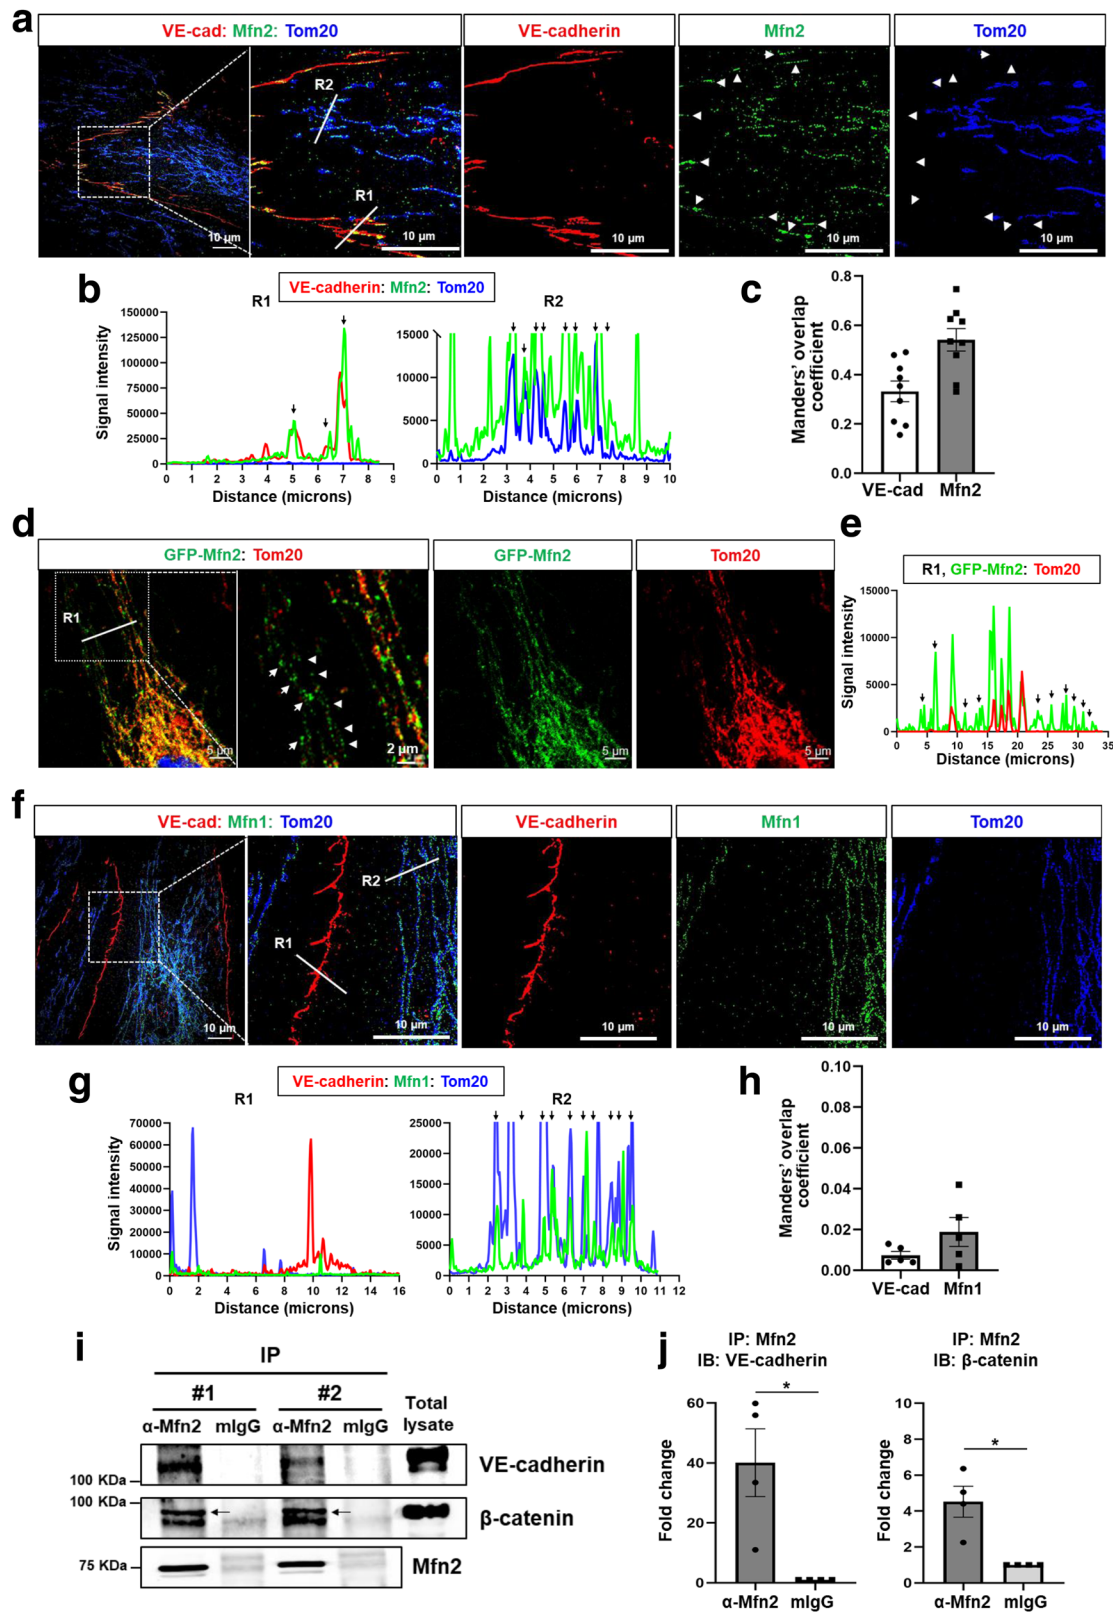 a
VE-cad: Mfn2: Tom20
VE-cadherin
Mfn2
Tom20
R2
R1
10 µm
10 µm
10 µm
10 µm
10 µm
b
VE-cadherin: Mfn2: Tom20
R1
R2
Signal intensity
150000
125000
100000
75000
50000
25000
0
0 1 2 3 4 5 6 7 8 9
Distance (microns)
15000
10000
5000
0
0 1 2 3 4 5 6 7 8 9 10
Distance (microns)
c
Manders' overlap
coefficient
0.8
0.6
0.4
0.2
0.0
VE-cad Mfn2
d
GFP-Mfn2: Tom20
GFP-Mfn2
Tom20
R1
5 µm
2 µm
5 µm
5 µm
e
R1, GFP-Mfn2: Tom20
Signal intensity
15000
10000
5000
0
0 5 10 15 20 25 30 35
Distance (microns)
f
VE-cad: Mfn1: Tom20
VE-cadherin
Mfn1
Tom20
R2
R1
10 µm
10 µm
10 µm
10 µm
10 µm
g
VE-cadherin: Mfn1: Tom20
R1
R2
Signal intensity
70000
60000
50000
40000
30000
20000
10000
0
0 2 4 6 8 10 12 14 16
Distance (microns)
25000
20000
15000
10000
5000
0
0 1 2 3 4 5 6 7 8 9 10 11 12
Distance (microns)
h
Manders' overlap
coefficient
0.10
0.08
0.06
0.04
0.02
0.00
VE-cad Mfn1
i
IP
#1 #2 Total
lysate
α-Mfn2 mIgG α-Mfn2 mIgG
VE-cadherin
100 KDa
100 KDa
β-catenin
75 KDa
Mfn2
j
IP: Mfn2
IB: VE-cadherin
Fold change
60
40
20
0
*
α-Mfn2 mIgG
IP: Mfn2
IB: β-catenin
Fold change
10
8
6
4
2
0
*
α-Mfn2 mIgG